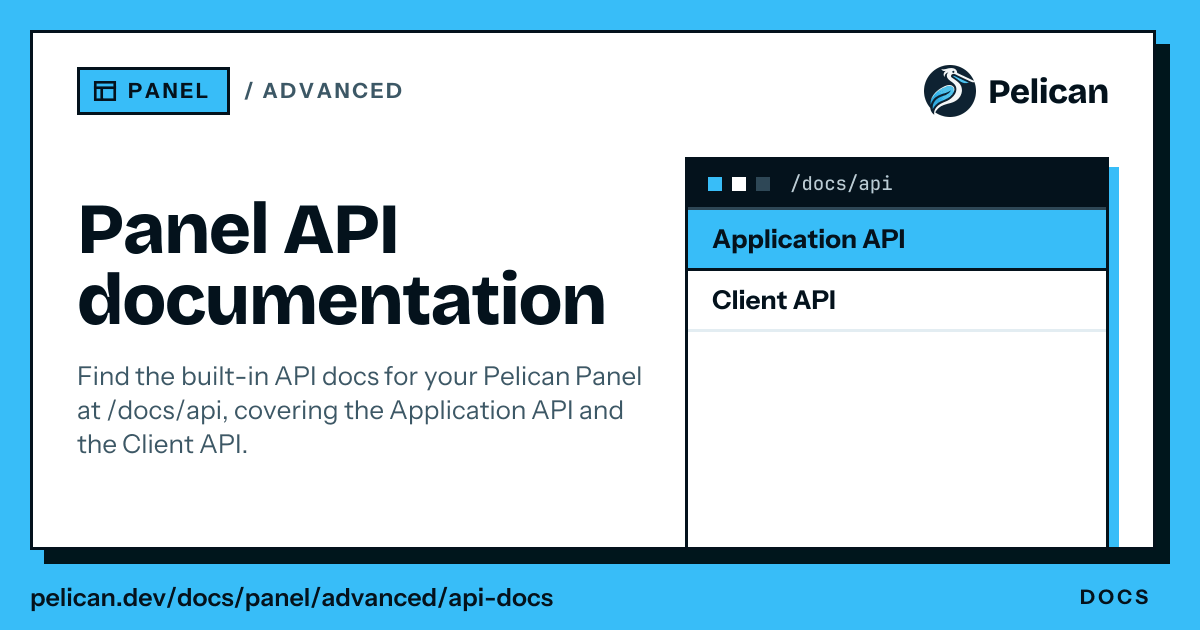 PANEL / ADVANCED
Pelican
Panel API
documentation
Find the built-in API docs for your Pelican Panel
at /docs/api, covering the Application API and
the Client API.
/docs/api
Application API
Client API
pelican.dev/docs/panel/advanced/api-docs
DOCS